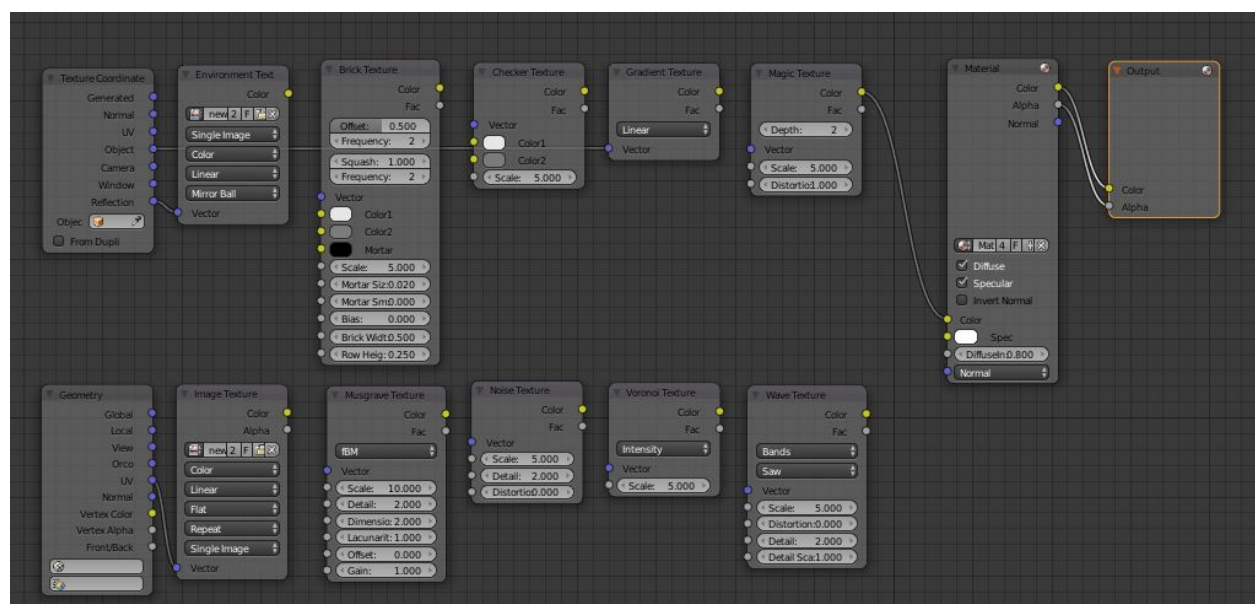 Texture Coordinate
Generated
Normal
UV
Object
Camera
Window
Reflection
Objec
From Dupli
Environment Text
Color
new 2 F
Single Image
Color
Linear
Mirror Ball
Vector
Brick Texture
Color
Fac
Offset: 0.500
Frequency: 2
Squash: 1.000
Frequency: 2
Vector
Color1
Color2
Mortar
Scale: 5.000
Mortar Siz:0.020
Mortar Sm:0.000
Bias: 0.000
Brick Widt:0.500
Row Heig: 0.250
Checker Texture
Color
Fac
Vector
Color1
Color2
Scale: 5.000
Gradient Texture
Color
Fac
Linear
Vector
Magic Texture
Color
Fac
Depth: 2
Vector
Scale: 5.000
Distortio:1.000
Material
Color
Alpha
Normal
Mat 4 F
Diffuse
Specular
Invert Normal
Color
Spec
DiffuseIn:0.800
Normal
Output
Color
Alpha
Geometry
Global
Local
View
Orco
UV
Normal
Vertex Color
Vertex Alpha
Front/Back
Image Texture
Color
Alpha
new 2 F
Color
Linear
Flat
Repeat
Single Image
Vector
Musgrave Texture
Color
Fac
fBM
Vector
Scale: 10.000
Detail: 2.000
Dimensio: 2.000
Lacunarit: 1.000
Offset: 0.000
Gain: 1.000
Noise Texture
Color
Fac
Vector
Scale: 5.000
Detail: 2.000
Distortio:0.000
Voronoi Texture
Color
Fac
Intensity
Vector
Scale: 5.000
Wave Texture
Color
Fac
Bands
Saw
Vector
Scale: 5.000
Distortion:0.000
Detail: 2.000
Detail Sca:1.000